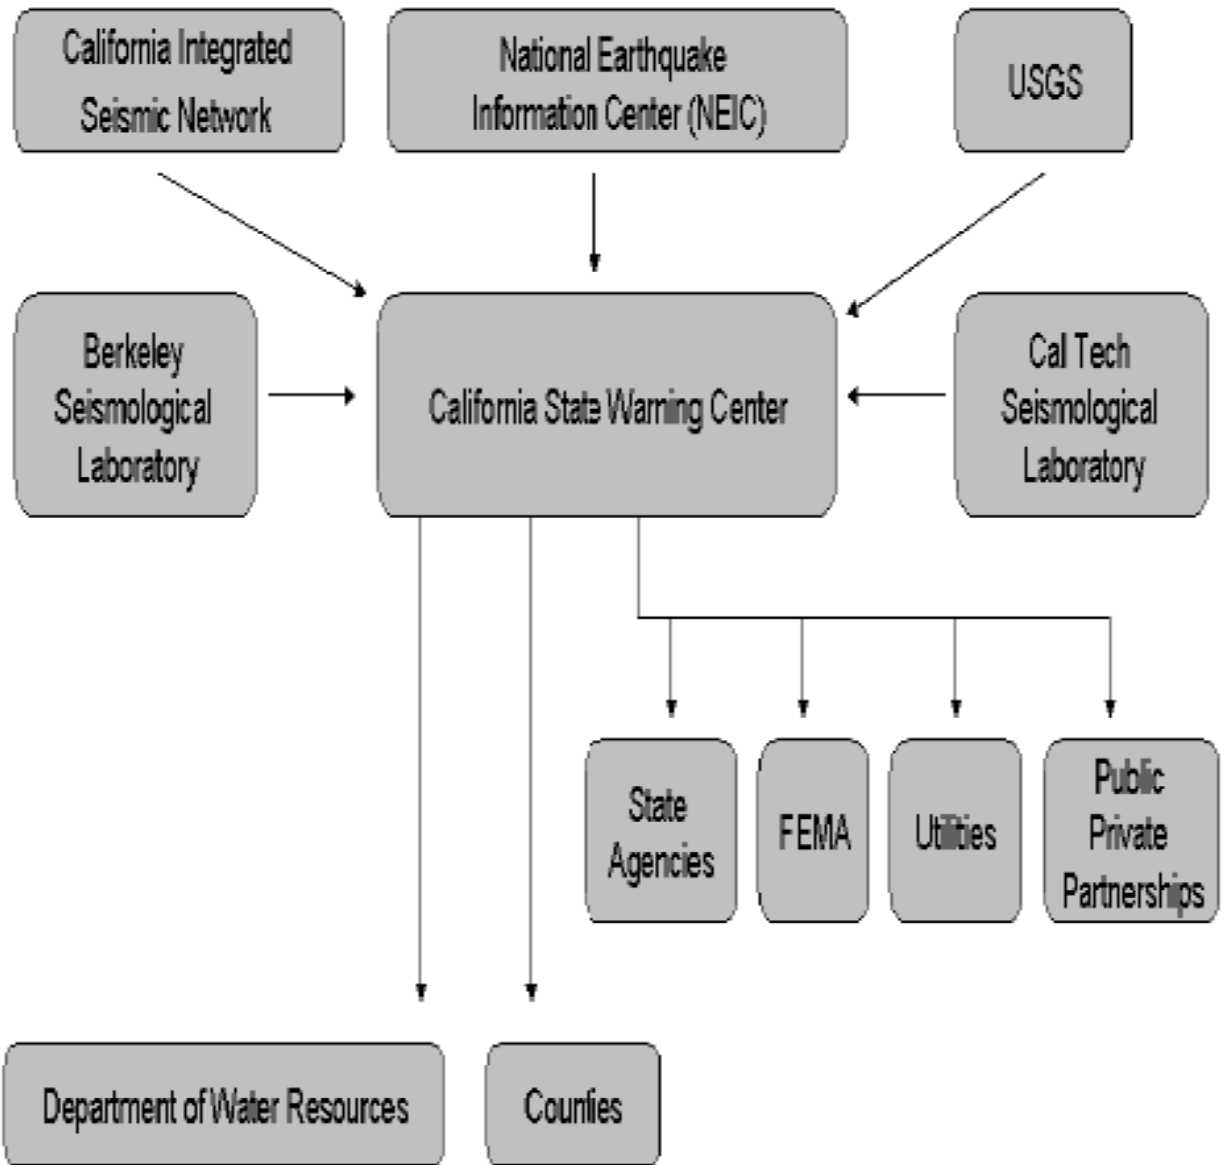 California Integrated
Seismic Network
National Earthquake
Information Center (NEIC)
USGS
Berkeley
Seismological
Laboratory
California State Warning Center
Cal Tech
Seismological
Laboratory
State
Agencies
FEMA
Utilities
Public
Private
Partnerships
Department of Water Resources
Counties